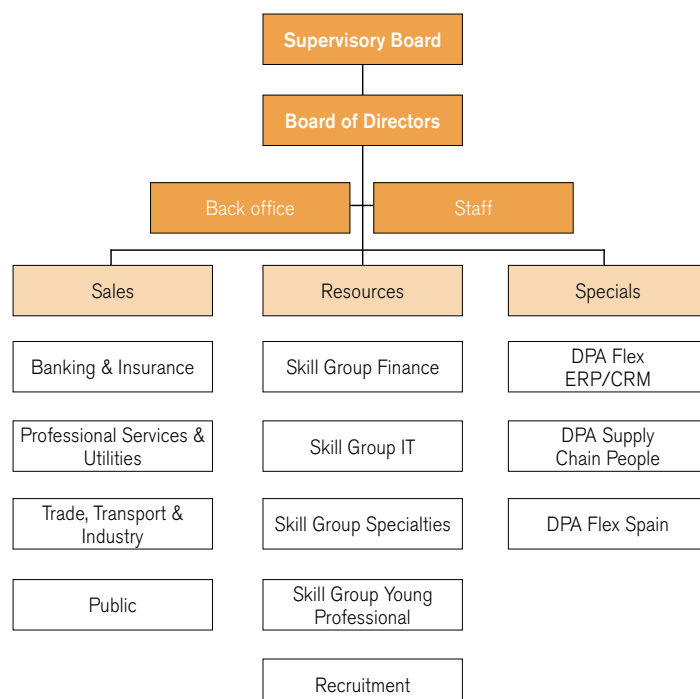 Supervisory Board
Board of Directors
Back office
Staff
Sales
Resources
Specials
Banking & Insurance
Skill Group Finance
DPA Flex
ERP/CRM
Professional Services &
Utilities
Skill Group IT
DPA Supply
Chain People
Trade, Transport &
Industry
Skill Group Specialties
DPA Flex Spain
Public
Skill Group Young
Professional
Recruitment